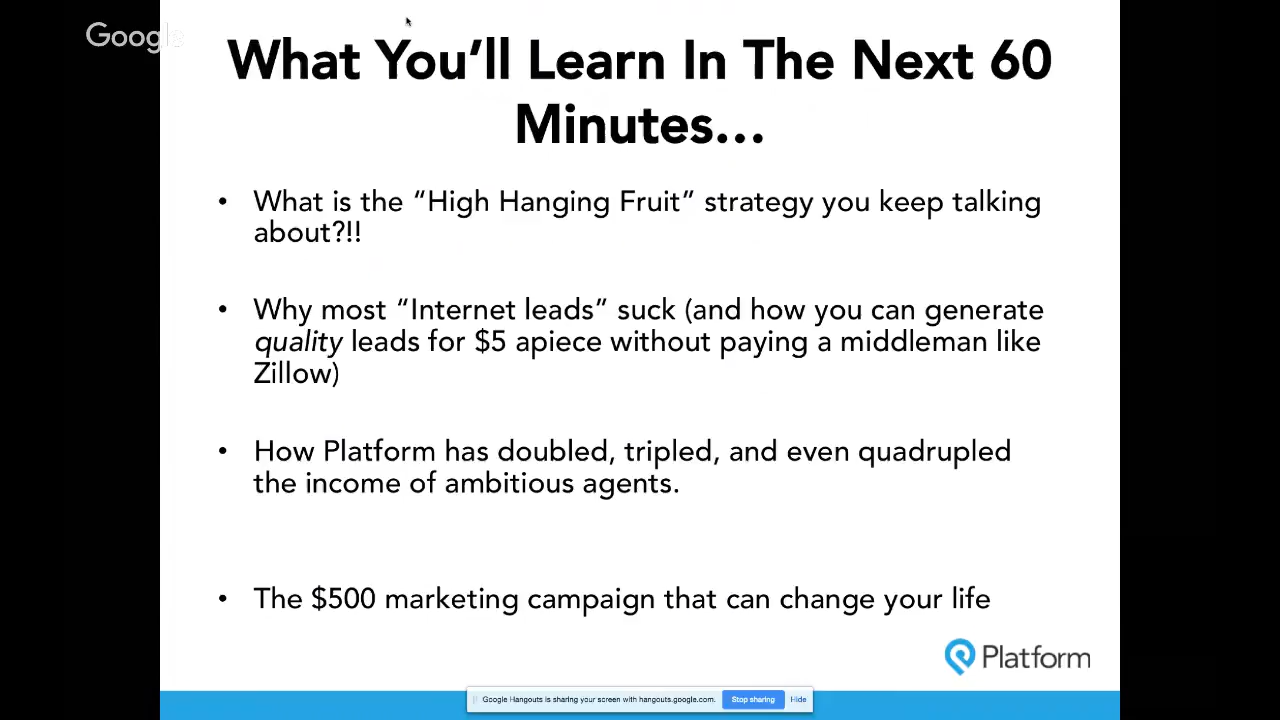 Google
What You’ll Learn In The Next 60
Minutes…
• What is the “High Hanging Fruit” strategy you keep talking
about?!!
• Why most “Internet leads” suck (and how you can generate
quality leads for $5 apiece without paying a middleman like
Zillow)
• How Platform has doubled, tripled, and even quadrupled
the income of ambitious agents.
• The $500 marketing campaign that can change your life
Platform
Google Hangouts is sharing your screen with hangouts.google.com. Stop sharing Hide